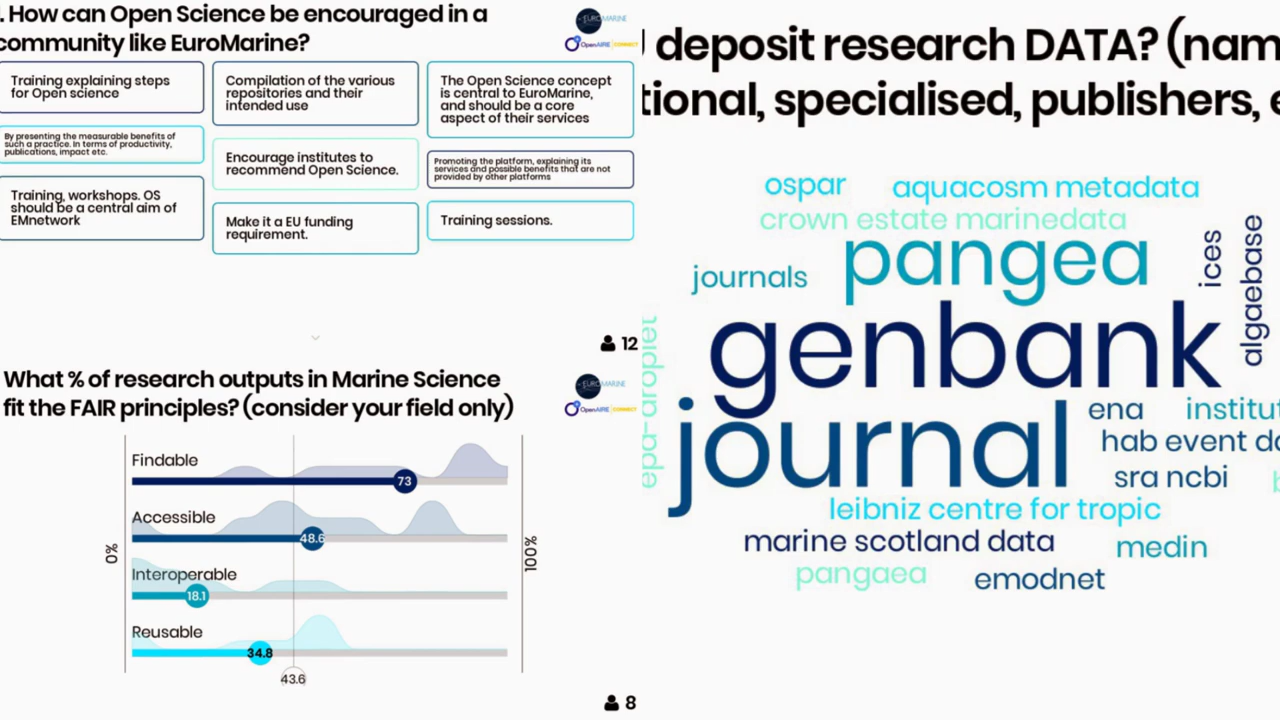 . How can Open Science be encouraged in a
community like EuroMarine?
EUROMARINE
OpenAIRE CONNECT
Training explaining steps
for Open science
By presenting the measurable benefits of
such a practice. In terms of productivity,
publications, impact etc.
Training, workshops. OS
should be a central aim of
EMnetwork
Compilation of the various
repositories and their
intended use
Encourage institutes to
recommend Open Science.
Make it a EU funding
requirement.
The Open Science concept
is central to EuroMarine,
and should be a core
aspect of their services
Promoting the platform, explaining its
services and possible benefits that are not
provided by other platforms
Training sessions.
12
What % of research outputs in Marine Science
fit the FAIR principles? (consider your field only)
EUROMARINE
OpenAIRE CONNECT
Findable
73
Accessible
48.6
Interoperable
18.1
Reusable
34.8
43.6
0%
100%
8
deposit research DATA? (nam
tional, specialised, publishers, e
ospar
aquacosm metadata
crown estate marinedata
pangea
journals
ices
algaebase
genbank
epa-aroplet
journal
ena
institut
hab event da
sra ncbi
leibniz centre for tropic
marine scotland data
medin
pangaea
emodnet